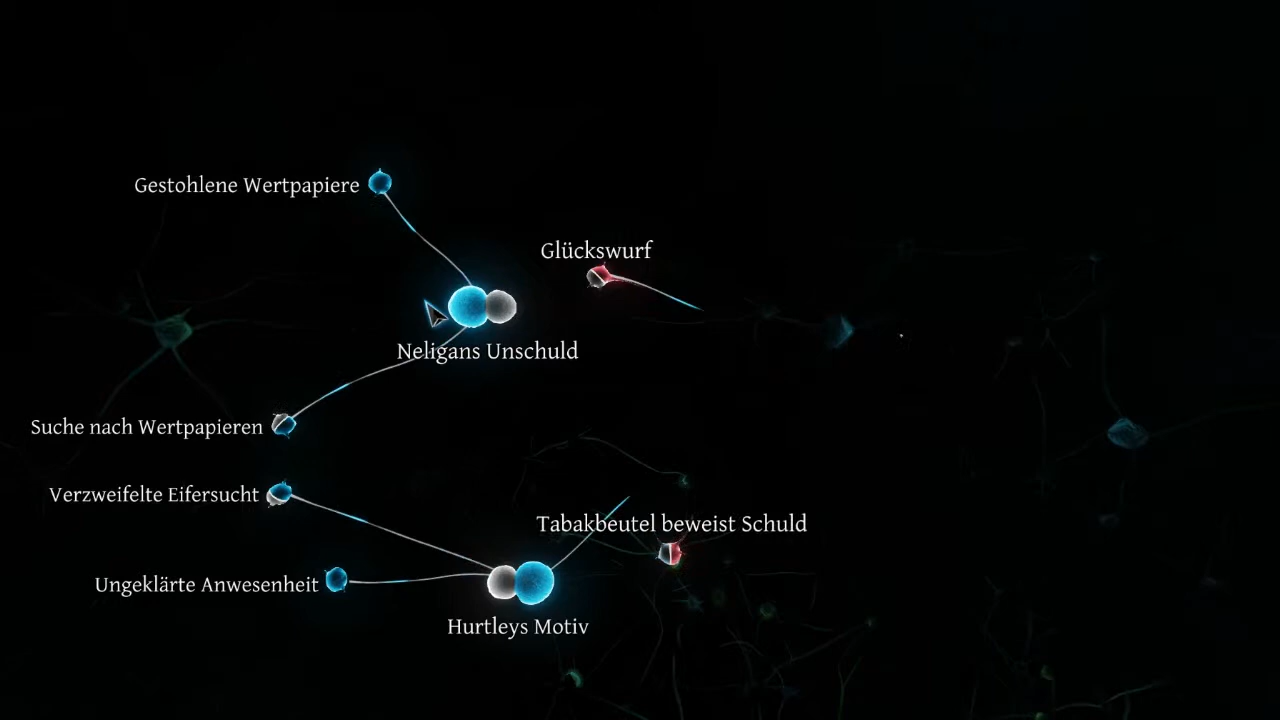 Gestohlene Wertpapiere
Glückswurf
Neligans Unschuld
Suche nach Wertpapieren
Verzweifelte Eifersucht
Tabakbeutel beweist Schuld
Ungeklärte Anwesenheit
Hurtleys Motiv